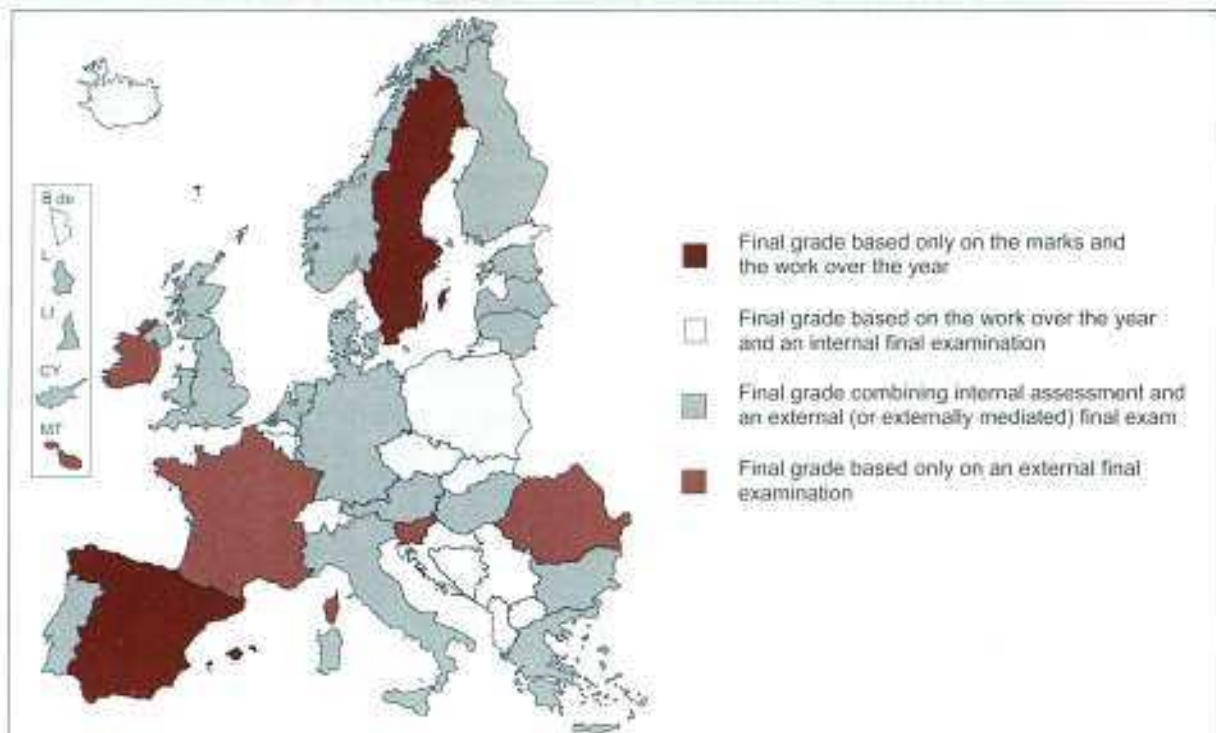 B de
L
LI
CY
MT
Final grade based only on the marks and
the work over the year
Final grade based on the work over the year
and an internal final examination
Final grade combining internal assessment and
an external (or externally mediated) final exam
Final grade based only on an external final
examination